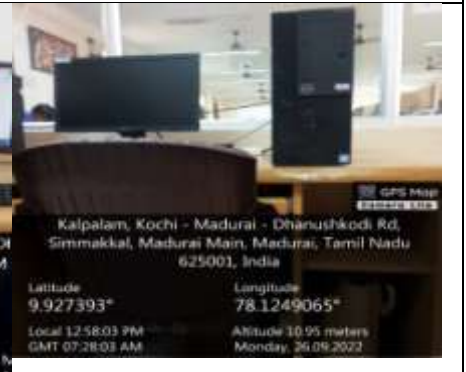 GPS Map
Camera Lite
Kalpalam, Kochi - Madurai - Dhanushkodi Rd,
Simmakkal, Madurai Main, Madurai, Tamil Nadu
625001, India
Latitude
9.927393°
Longitude
78.1249065°
Local 12:58:03 PM
GMT 07:28:03 AM
Altitude 10.95 meters
Monday, 26.09.2022